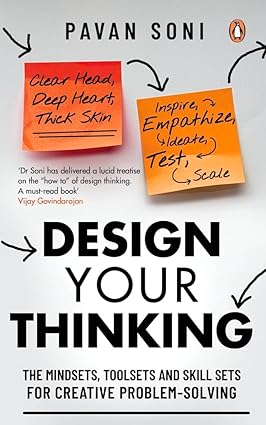 PAVAN SONI
Clear Head,
Deep Heart,
Thick Skin
Inspire,
Empathize,
Ideate,
Test,
Scale
'Dr Soni has delivered a lucid treatise
on the "how to" of design thinking.
A must-read book'
Vijay Govindarajan
DESIGN
YOUR
THINKING
THE MINDSETS, TOOLSETS AND SKILL SETS
FOR CREATIVE PROBLEM-SOLVING